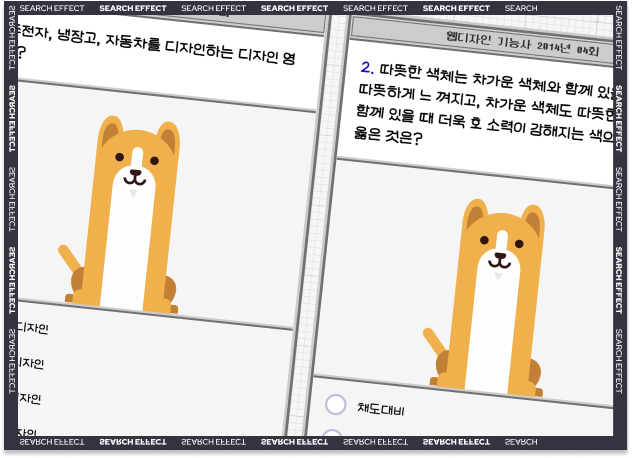 SEARCH EFFECT SEARCH EFFECT SEARCH EFFECT SEARCH EFFECT SEARCH EFFECT SEARCH EFFECT SEARCH
전자, 냉장고, 자동차를 디자인하는 디자인 영
?
디자인
자인
자인
자인
웹디자인 기능사 2014년 04회
2. 따뜻한 색체는 차가운 색체와 함께 있을
따뜻하게 느 껴지고, 차가운 색체도 따뜻한
함께 있을 때 더욱 호 소력이 강해지는 색으
옳은 것은?
채도대비
SEARCH EFFECT SEARCH EFFECT SEARCH EFFECT SEARCH EFFECT SEARCH EFFECT
SEARCH EFFECT SEARCH EFFECT SEARCH EFFECT SEARCH EFFECT SEARCH EFFECT
SEARCH EFFECT SEARCH EFFECT SEARCH EFFECT SEARCH EFFECT SEARCH EFFECT SEARCH EFFECT SEARCH